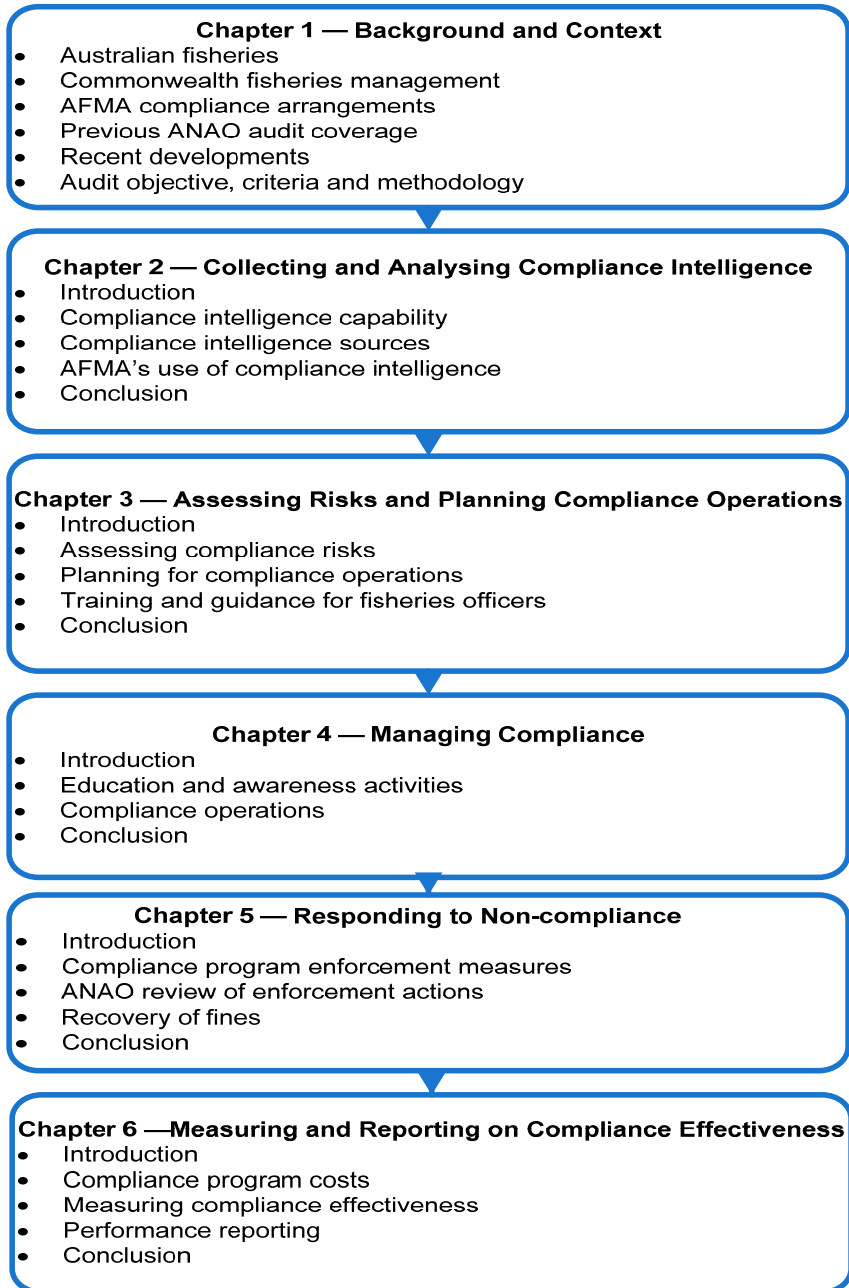 Chapter 1 — Background and Context
• Australian fisheries
• Commonwealth fisheries management
• AFMA compliance arrangements
• Previous ANAO audit coverage
• Recent developments
• Audit objective, criteria and methodology
Chapter 2 — Collecting and Analysing Compliance Intelligence
• Introduction
• Compliance intelligence capability
• Compliance intelligence sources
• AFMA’s use of compliance intelligence
• Conclusion
Chapter 3 — Assessing Risks and Planning Compliance Operations
• Introduction
• Assessing compliance risks
• Planning for compliance operations
• Training and guidance for fisheries officers
• Conclusion
Chapter 4 — Managing Compliance
• Introduction
• Education and awareness activities
• Compliance operations
• Conclusion
Chapter 5 — Responding to Non-compliance
• Introduction
• Compliance program enforcement measures
• ANAO review of enforcement actions
• Recovery of fines
• Conclusion
Chapter 6 —Measuring and Reporting on Compliance Effectiveness
• Introduction
• Compliance program costs
• Measuring compliance effectiveness
• Performance reporting
• Conclusion